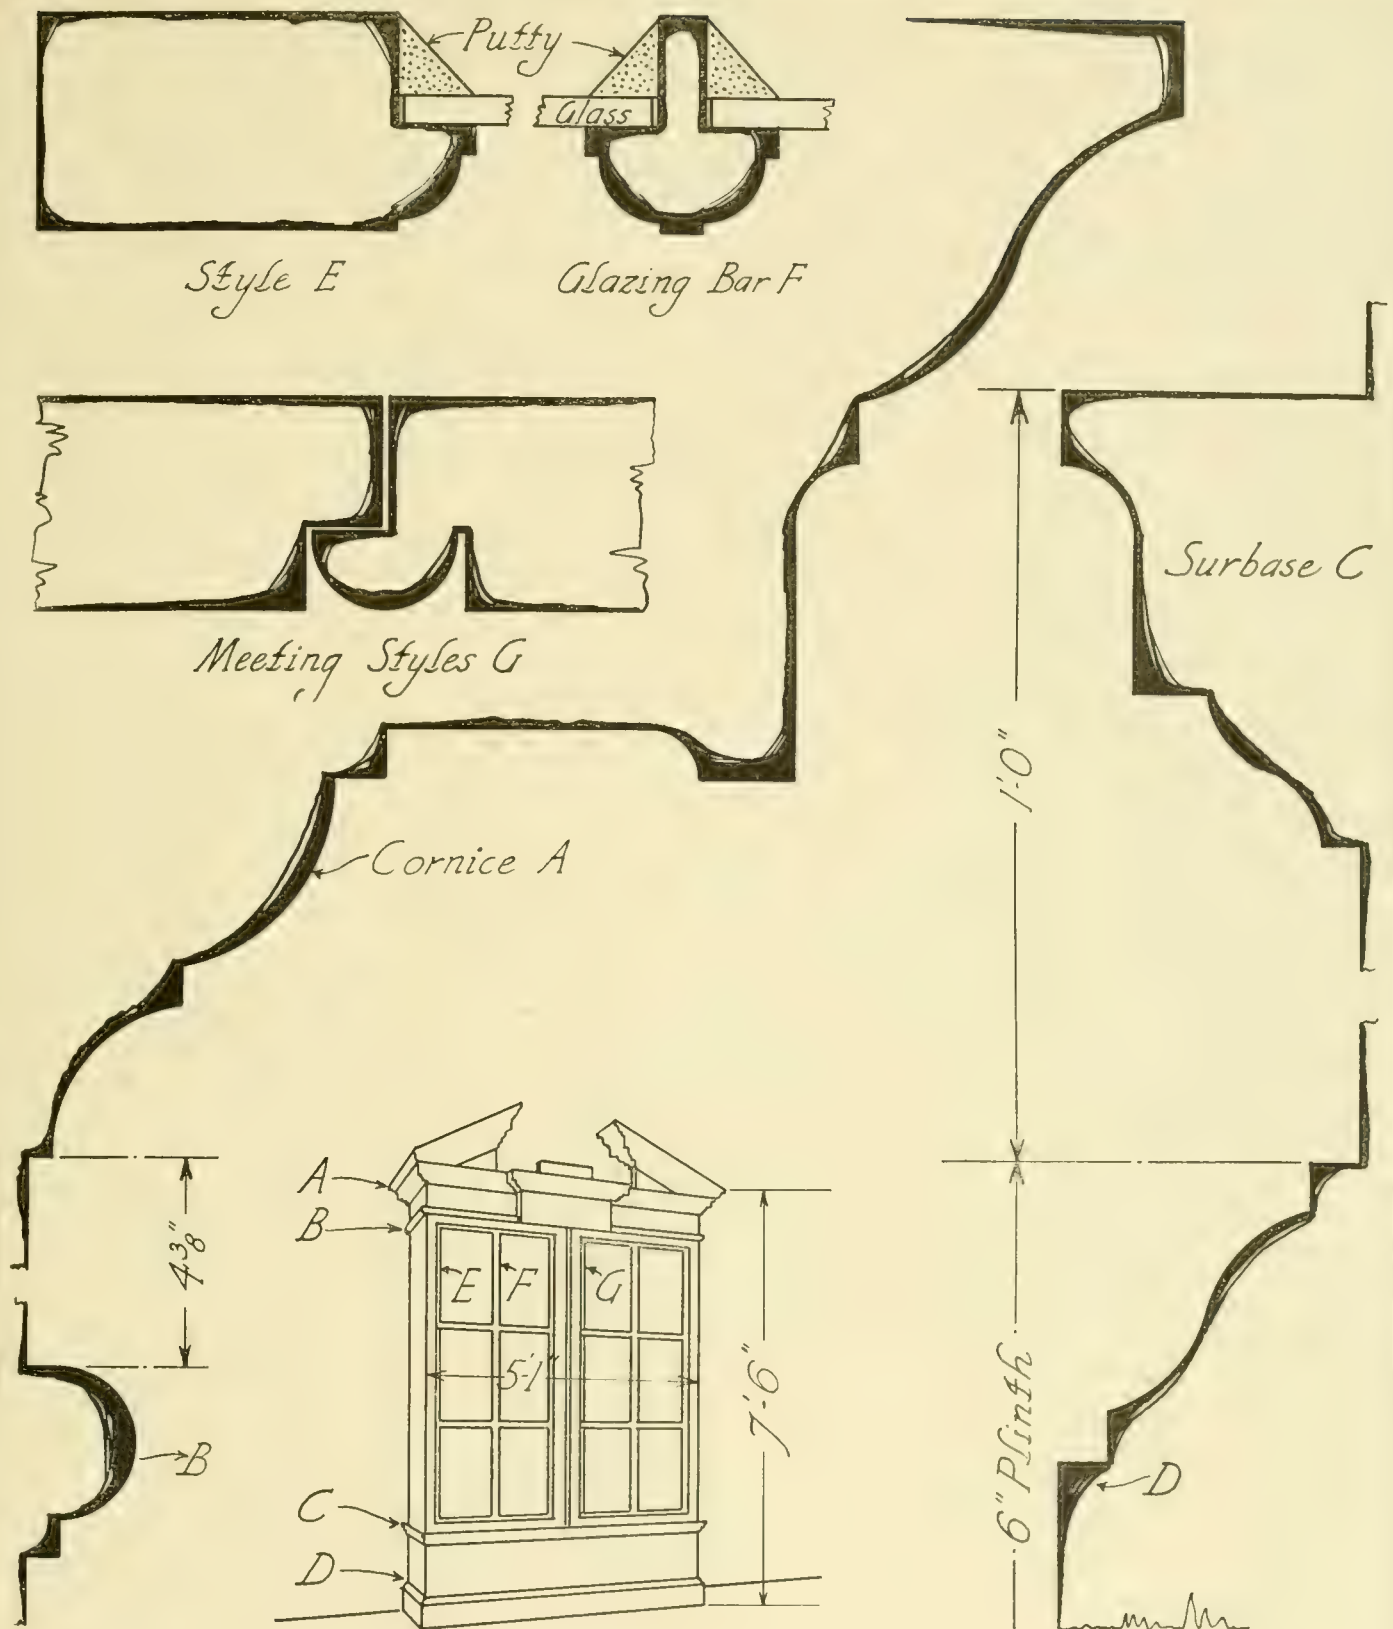 Putty
Glass
Style E
Glazing Bar F
Surbase C
Meeting Styles G
1'-0"
Cornice A
A
B
4 3/8"
E
F
G
5'-1"
7'-6"
B
C
D
6" Plinth
D